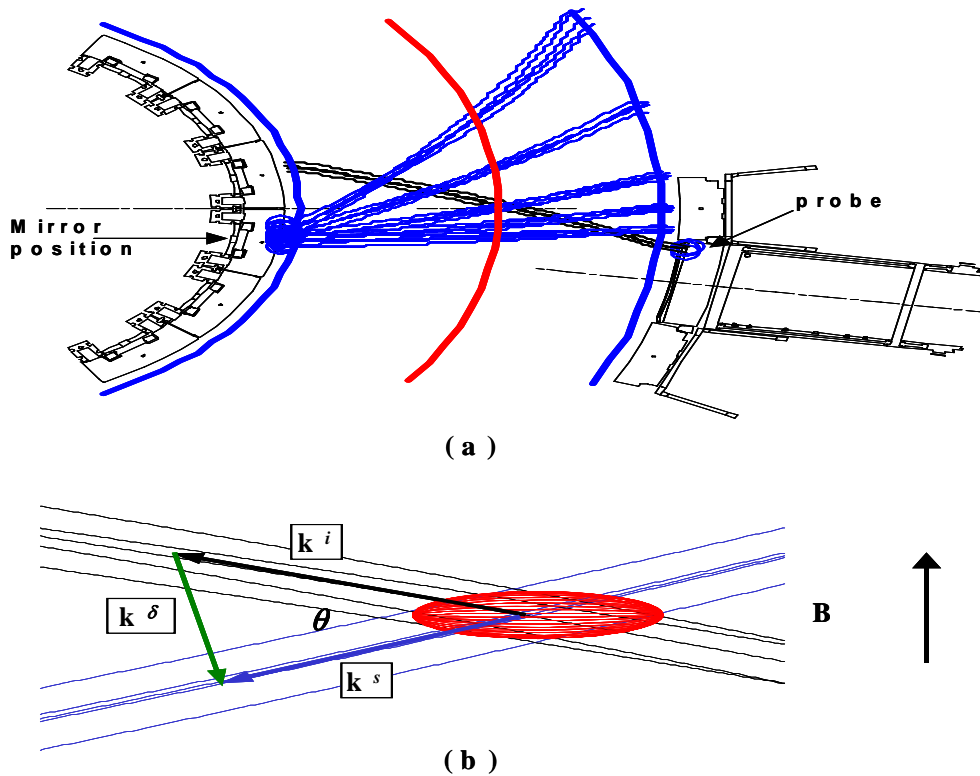 Mirror
position
probe
(a)
k i
k δ
θ
B
k s
(b)